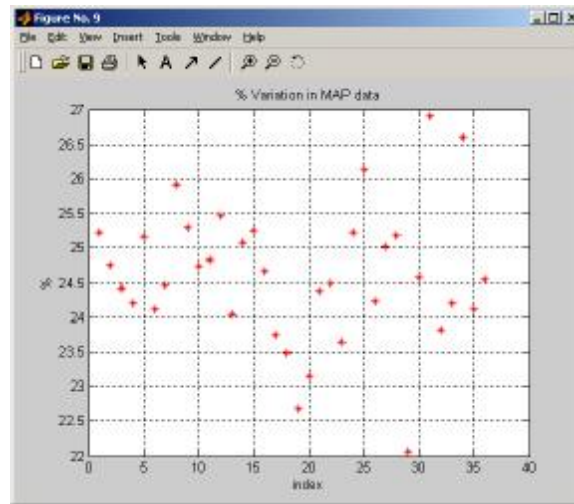 Figure No. 9
File Edit View Insert Tools Window Help
A
% Variation in MAP data
27
26.5
26
25.5
25
24.5
24
23.5
23
22.5
22
%
0 5 10 15 20 25 30 35 40
index